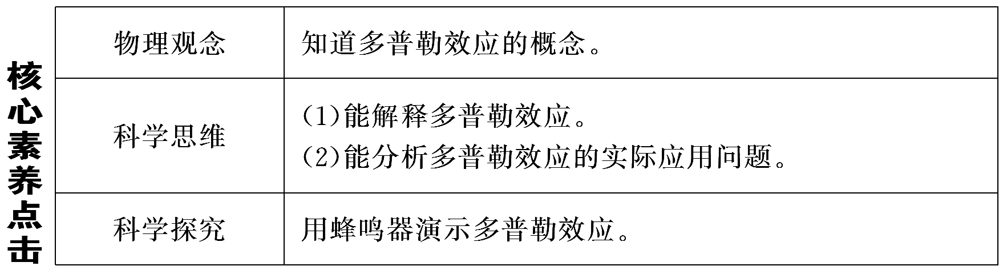 核心素养点击
物理观念
知道多普勒效应的概念。
科学思维
(1)能解释多普勒效应。
(2)能分析多普勒效应的实际应用问题。
科学探究
用蜂鸣器演示多普勒效应。